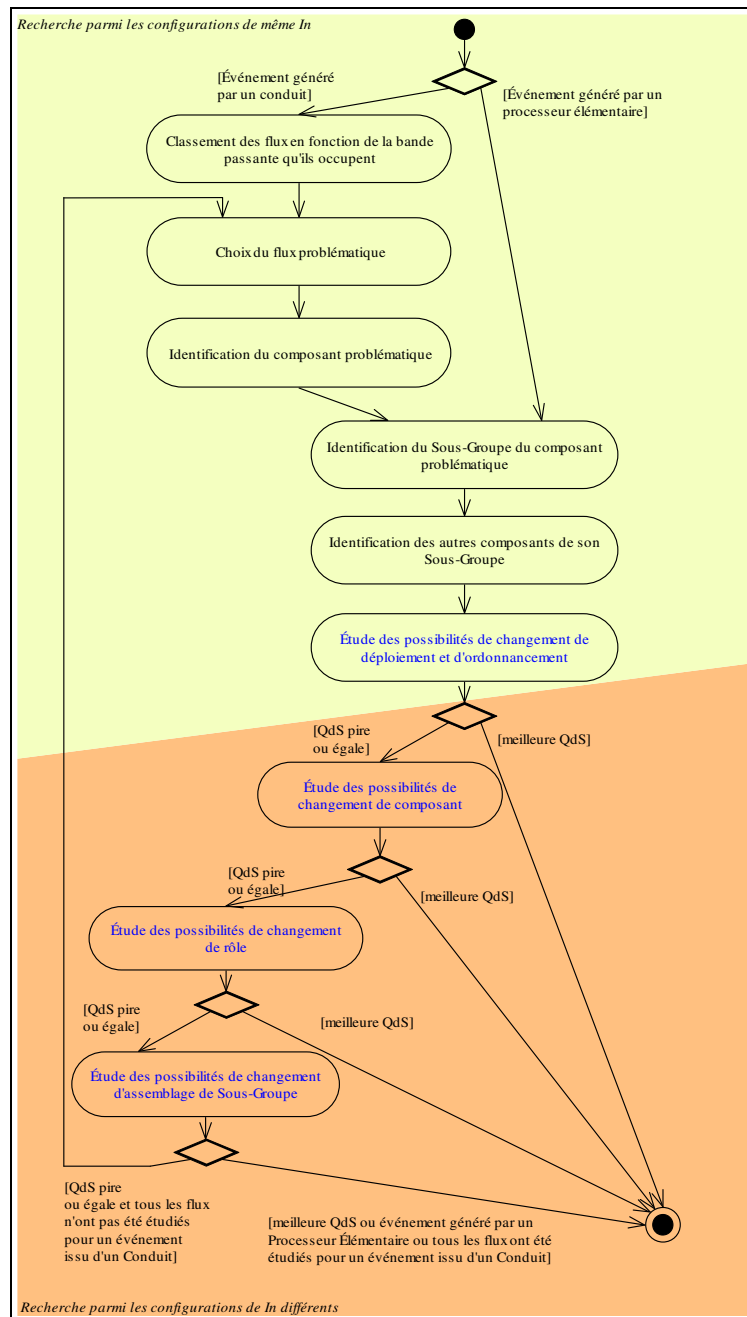 Recherche parmi les configurations de même In
[Événement généré
par un conduit]
[Événement généré par un
processeur élémentaire]
Classement des flux en fonction de la bande
passante qu'ils occupent
Choix du flux problématique
Identification du composant problématique
Identification du Sous-Groupe du composant
problématique
Identification des autres composants de son
Sous-Groupe
Étude des possibilités de changement de
déploiement et d'ordonnancement
[QdS pire
ou égale]
[meilleure QdS]
Étude des possibilités de
changement de composant
[QdS pire
ou égale]
[meilleure QdS]
Étude des possibilités de changement
de rôle
[QdS pire
ou égale]
[meilleure QdS]
Étude des possibilités de changement
d'assemblage de Sous-Groupe
[QdS pire
ou égale et tous les flux
n'ont pas été étudiés
pour un événement
issu d'un Conduit]
[meilleure QdS ou événement généré par un
Processeur Élémentaire ou tous les flux ont été
étudiés pour un événement issu d'un Conduit]
Recherche parmi les configurations de In différents